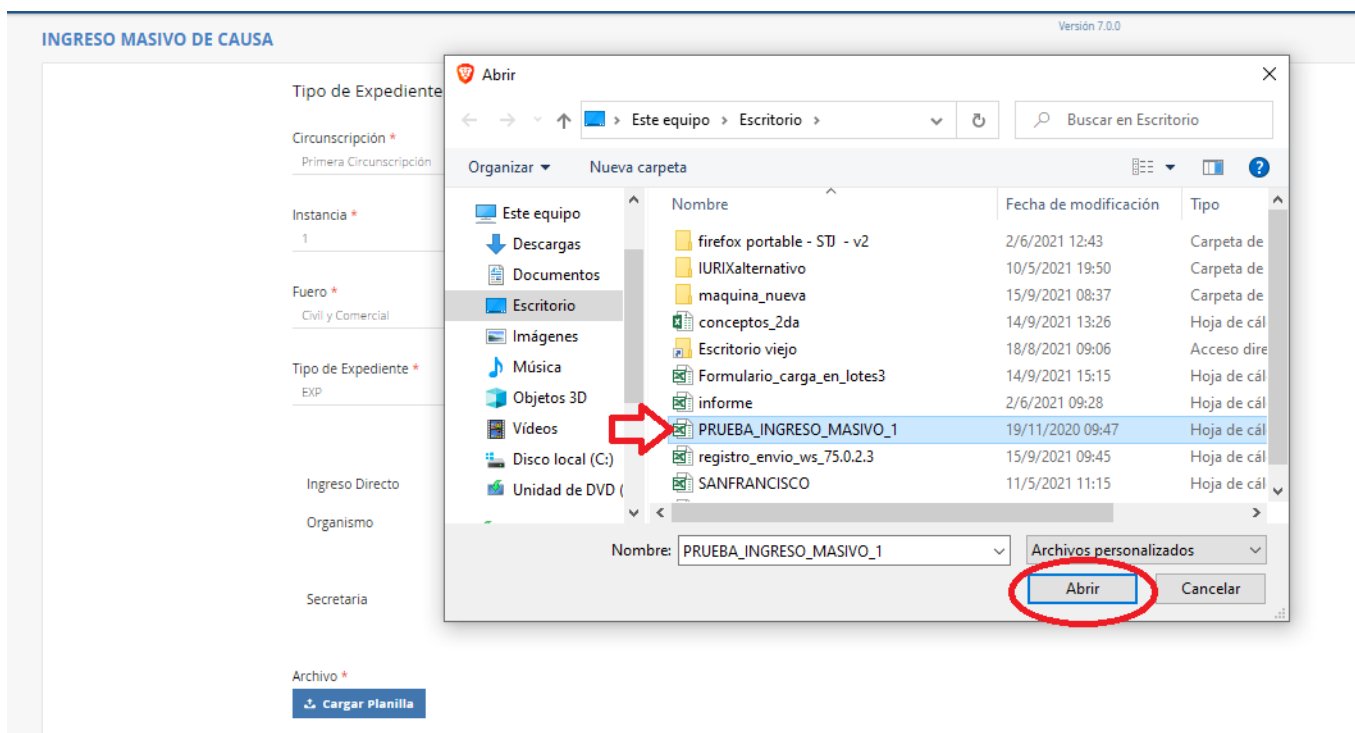 Versión 7.0.0
INGRESO MASIVO DE CAUSA
Tipo de Expediente
Circunscripción *
Primera Circunscripción
Instancia *
1
Fuero *
Civil y Comercial
Tipo de Expediente *
EXP
Ingreso Directo
Organismo
Secretaria
Archivo *
Cargar Planilla
Abrir
Este equipo > Escritorio >
Buscar en Escritorio
Organizar
Nueva carpeta
Este equipo
Descargas
Documentos
Escritorio
Imágenes
Música
Objetos 3D
Vídeos
Disco local (C:)
Unidad de DVD (
Nombre Fecha de modificación Tipo
firefox portable - STJ - v2 2/6/2021 12:43 Carpeta de
IURIXalternativo 10/5/2021 19:50 Carpeta de
maquina_nueva 15/9/2021 08:37 Carpeta de
conceptos_2da 14/9/2021 13:26 Hoja de cál
Escritorio viejo 18/8/2021 09:06 Acceso dire
Formulario_carga_en_lotes3 14/9/2021 15:15 Hoja de cál
informe 2/6/2021 09:28 Hoja de cál
PRUEBA_INGRESO_MASIVO_1 19/11/2020 09:47 Hoja de cál
registro_envio_ws_75.0.2.3 15/9/2021 09:45 Hoja de cál
SANFRANCISCO 11/5/2021 11:15 Hoja de cál
Nombre: PRUEBA_INGRESO_MASIVO_1 Archivos personalizados
Abrir Cancelar